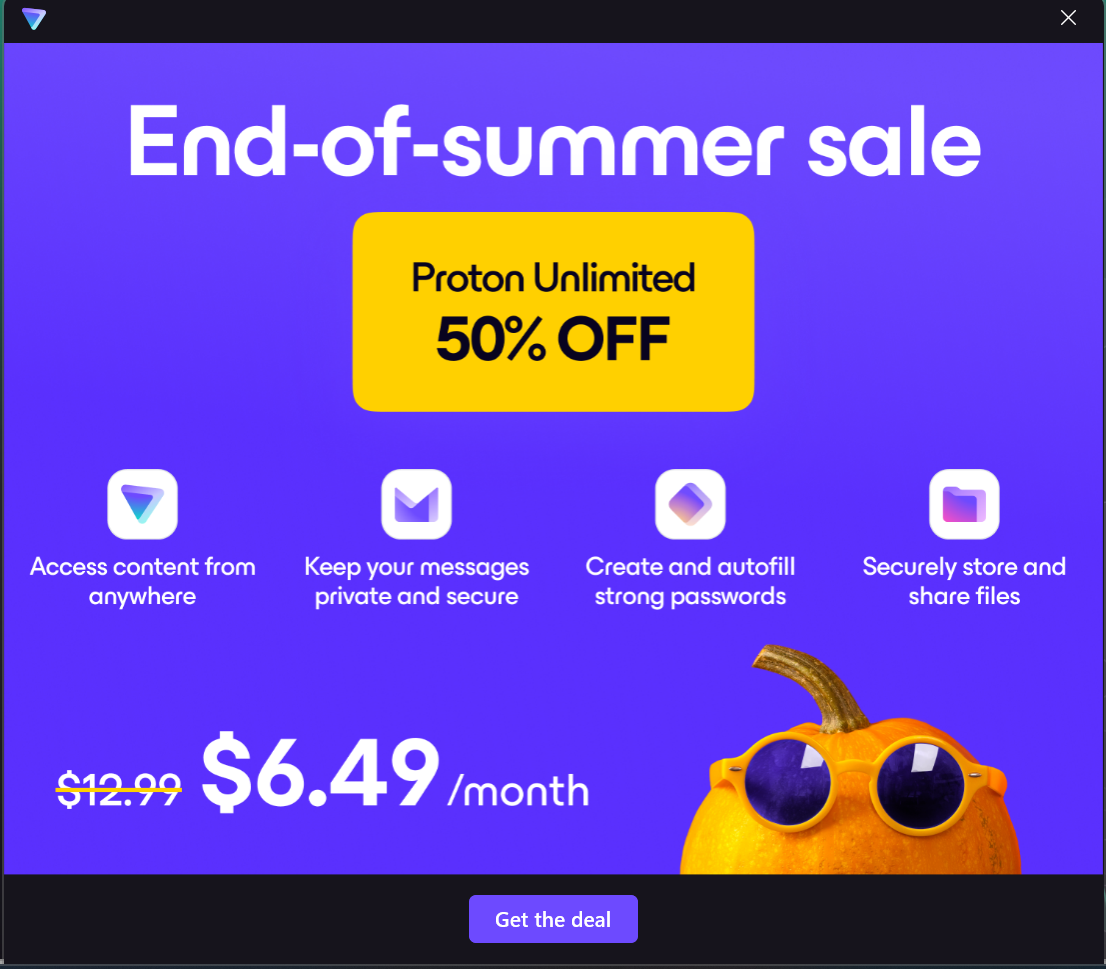 End-of-summer sale
Proton Unlimited
50% OFF
Access content from
anywhere
Keep your messages
private and secure
Create and autofill
strong passwords
Securely store and
share files
$12.99 $6.49 /month
Get the deal